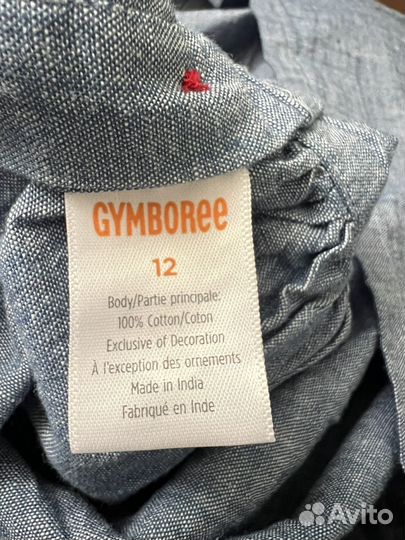 GYMBORee
12
Body/Partie principale:
100% Cotton/Coton
Exclusive of Decoration
À l'exception des ornements
Made in India
Fabriqué en Inde
Avito